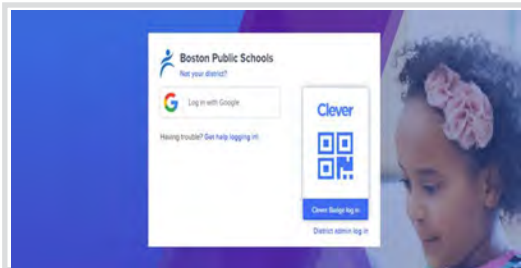 Boston Public Schools
Not your district?
Log in with Google
Having trouble? Get help logging in!
Clever
Clever Badge log in
District admin log in